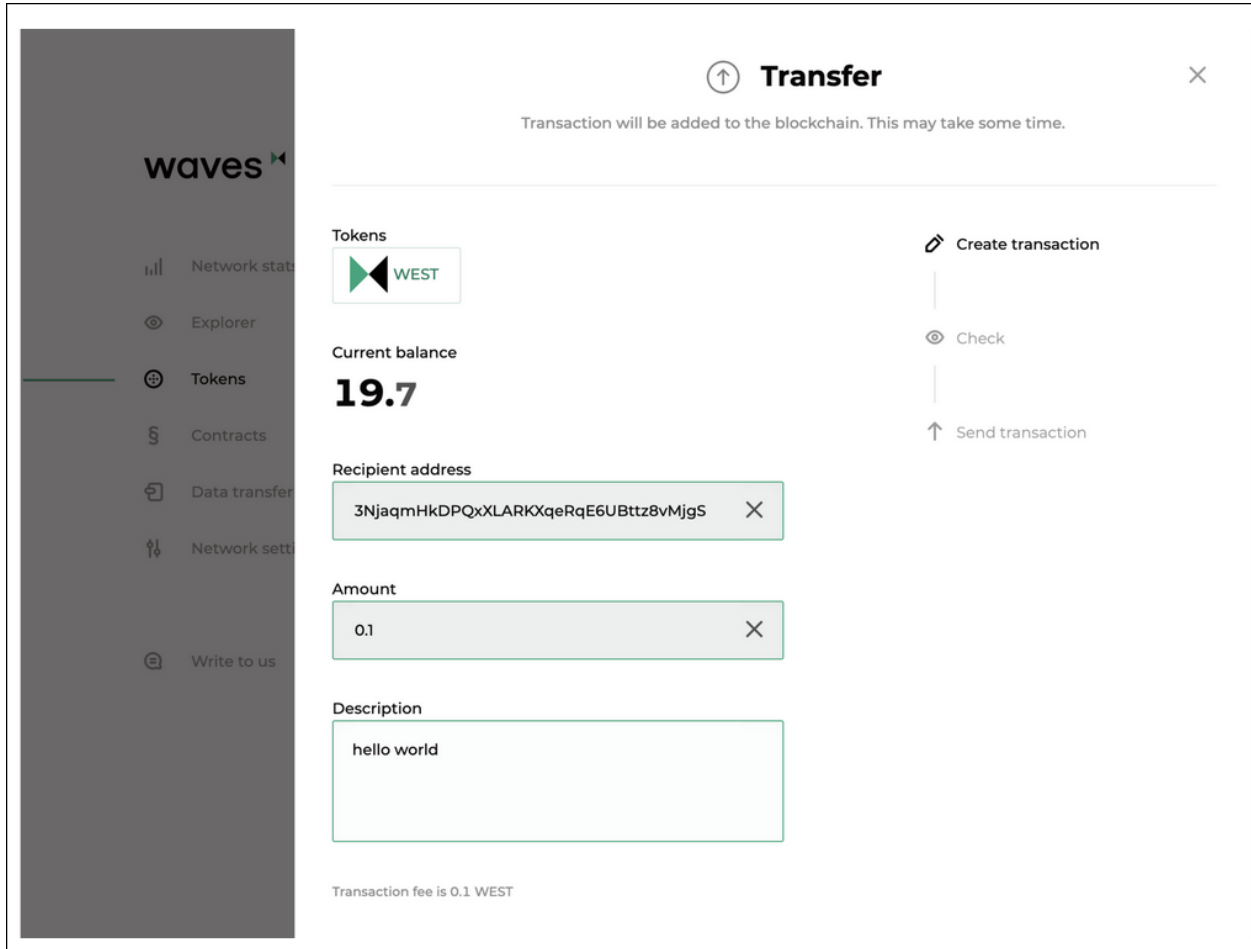 Transfer
Transaction will be added to the blockchain. This may take some time.
waves
Network stats
Explorer
Tokens
Contracts
Data transfer
Network setti
Write to us
Tokens
WEST
Current balance
19.7
Recipient address
3NjaqmHkDPQxXLARKXqeRqE6UBttz8vMjgS
Amount
0.1
Description
hello world
Transaction fee is 0.1 WEST
Create transaction
Check
Send transaction